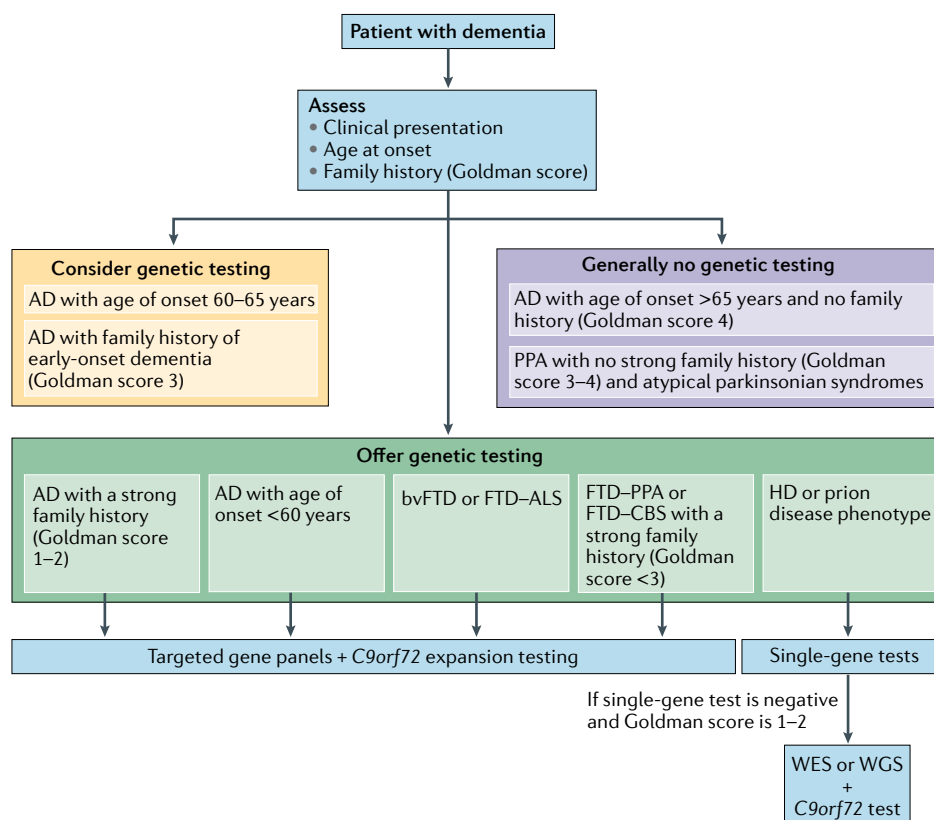 Patient with dementia
Assess
• Clinical presentation
• Age at onset
• Family history (Goldman score)
Consider genetic testing
AD with age of onset 60–65 years
AD with family history of
early-onset dementia
(Goldman score 3)
Generally no genetic testing
AD with age of onset >65 years and no family
history (Goldman score 4)
PPA with no strong family history (Goldman
score 3–4) and atypical parkinsonian syndromes
Offer genetic testing
AD with a strong
family history
(Goldman score
1–2)
AD with age of
onset <60 years
bvFTD or FTD–ALS
FTD–PPA or
FTD–CBS with a
strong family
history (Goldman
score <3)
HD or prion
disease phenotype
Targeted gene panels + C9orf72 expansion testing
Single-gene tests
If single-gene test is negative
and Goldman score is 1–2
WES or WGS
+
C9orf72 test